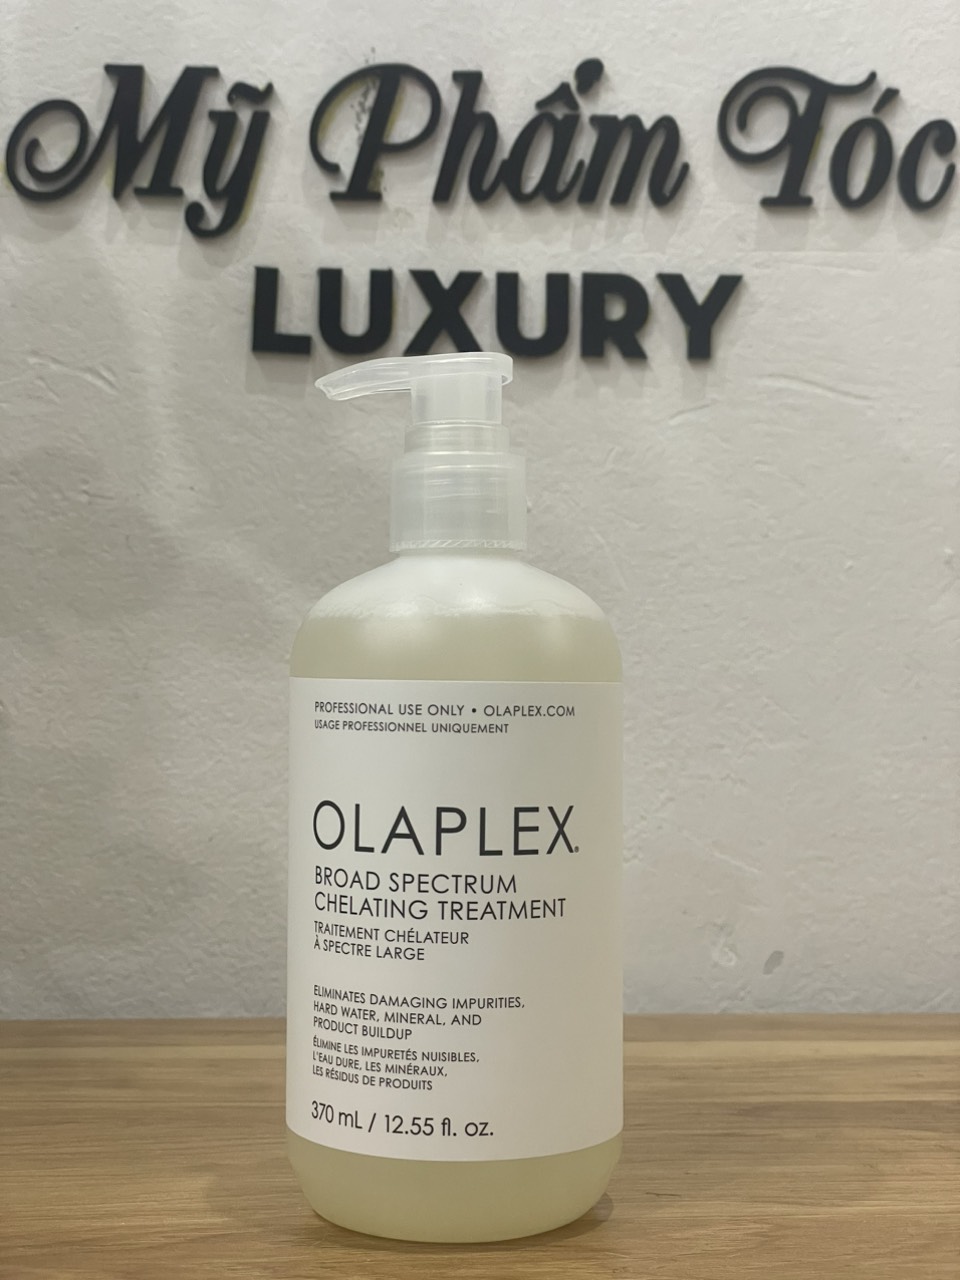 Mỹ Phẩm Tóc
LUXURY
PROFESSIONAL USE ONLY • OLAPLEX.COM
USAGE PROFESSIONNEL UNIQUEMENT
OLAPLEX®
BROAD SPECTRUM
CHELATING TREATMENT
TRAITEMENT CHÉLATEUR
À SPECTRE LARGE
ELIMINATES DAMAGING IMPURITIES,
HARD WATER, MINERAL, AND
PRODUCT BUILDUP
ÉLIMINE LES IMPURETÉS NUISIBLES,
L'EAU DURE, LES MINÉRAUX,
LES RÉSIDUS DE PRODUITS
370 mL / 12.55 fl. oz.